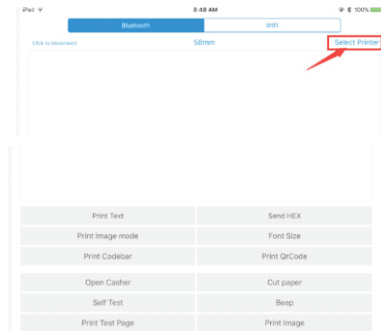 iPad 8:48 AM 100%
Bluetooth WIFI
Click to disconnect 58mm Select Printer
Print Text Send HEX
Print Image mode Font Size
Print Codebar Print QrCode
Open Casher Cut paper
Self Test Beep
Print Test Page Print Image